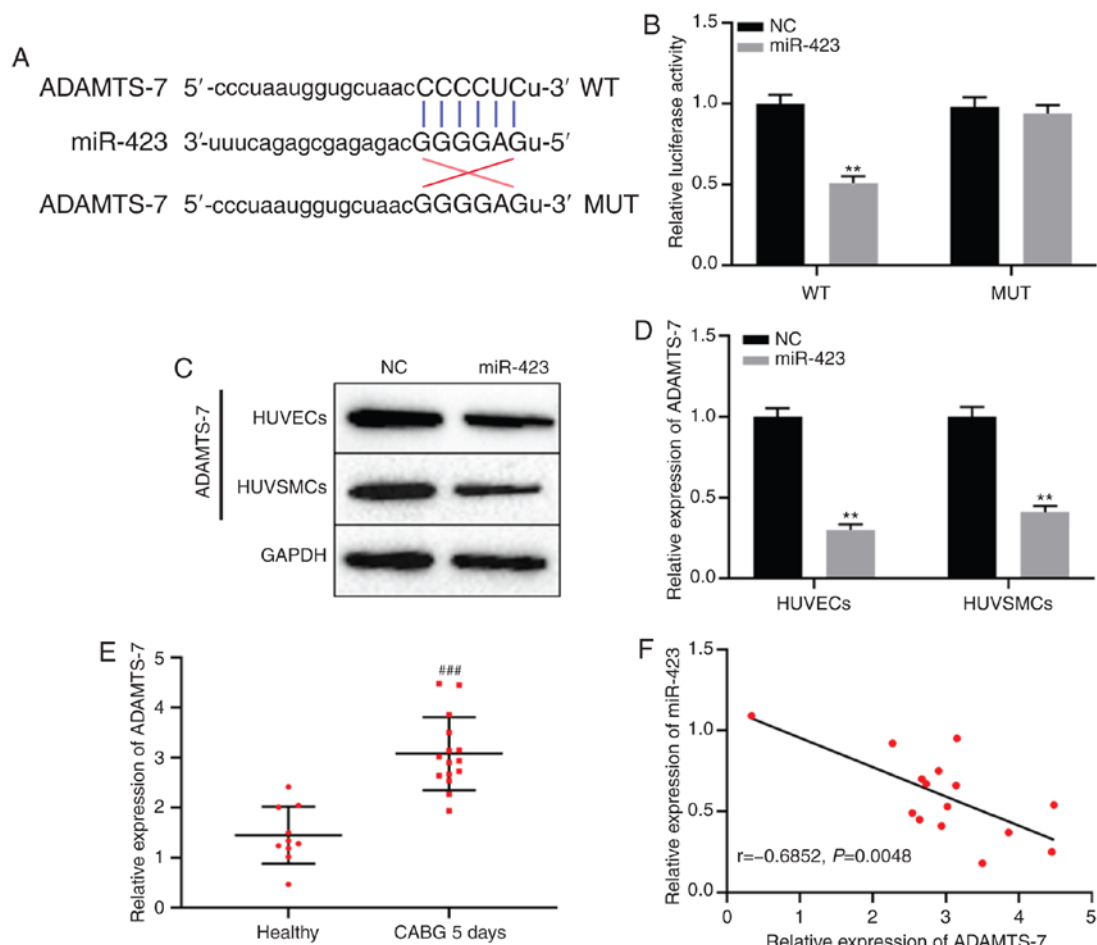 A
ADAMTS-7 5′-cccuaauggugcuaacCCCCUCu-3′ WT
miR-423 3′-uuucagagcgagagacGGGGAGu-5′
ADAMTS-7 5′-cccuaauggugcuaacGGGGAGu-3′ MUT
B
Relative luciferase activity
1.5
1.0
0.5
0.0
NC
miR-423
**
WT MUT
C
NC miR-423
ADAMTS-7
HUVECs
HUVSMCs
GAPDH
D
Relative expression of ADAMTS-7
1.5
1.0
0.5
0.0
NC
miR-423
** **
HUVECs HUVSMCs
E
Relative expression of ADAMTS-7
5
4
3
2
1
0
###
Healthy CABG 5 days
F
Relative expression of miR-423
1.5
1.0
0.5
0.0
r=−0.6852, P=0.0048
0 1 2 3 4 5
Relative expression of ADAMTS-7